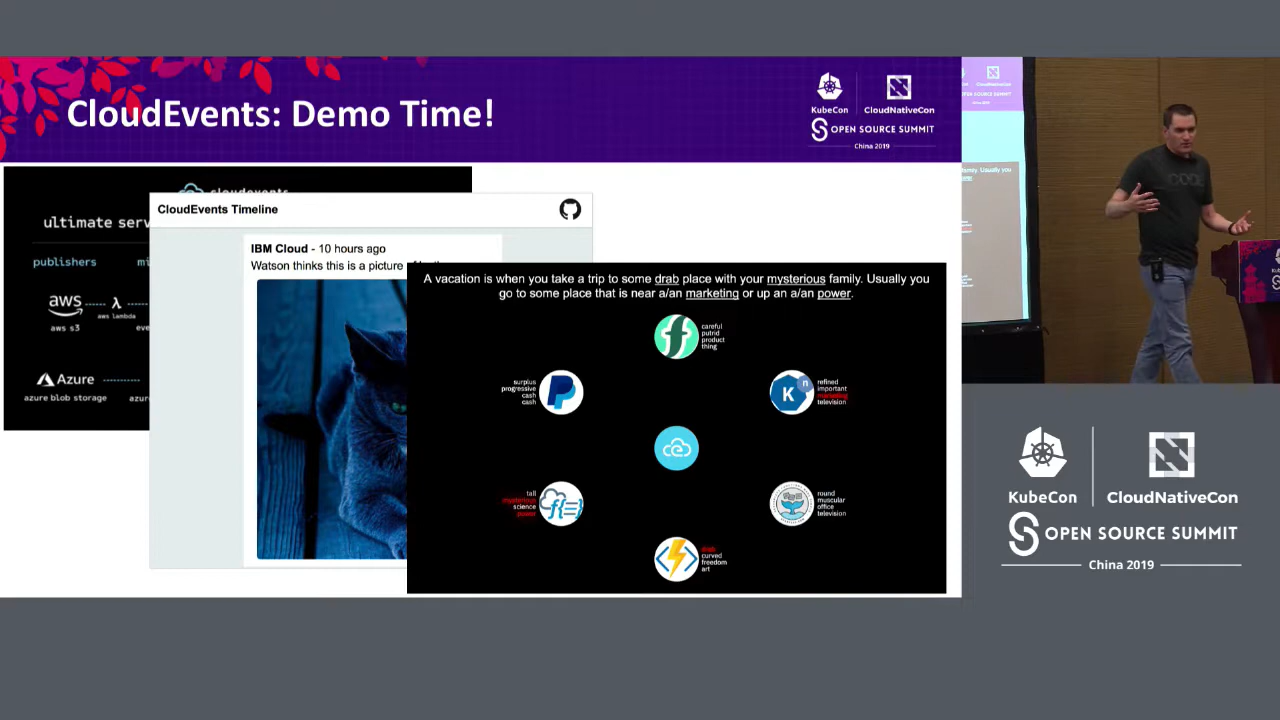 CloudEvents: Demo Time!
KubeCon
CloudNativeCon
OPEN SOURCE SUMMIT
China 2019
cloudevents
ultimate serv
publishers
mi
aws
aws lambda
aws s3
eve
Azure
azure blob storage
azur
CloudEvents Timeline
IBM Cloud - 10 hours ago
Watson thinks this is a picture
A vacation is when you take a trip to some drab place with your mysterious family. Usually you
go to some place that is near a/an marketing or up an a/an power.
careful
putrid
product
thing
surplus
progressive
cash
cash
refined
important
marketing
television
K
n
tall
mysterious
science
power
round
muscular
office
television
drab
curved
freedom
art
CODE
KubeCon
CloudNativeCon
OPEN SOURCE SUMMIT
China 2019